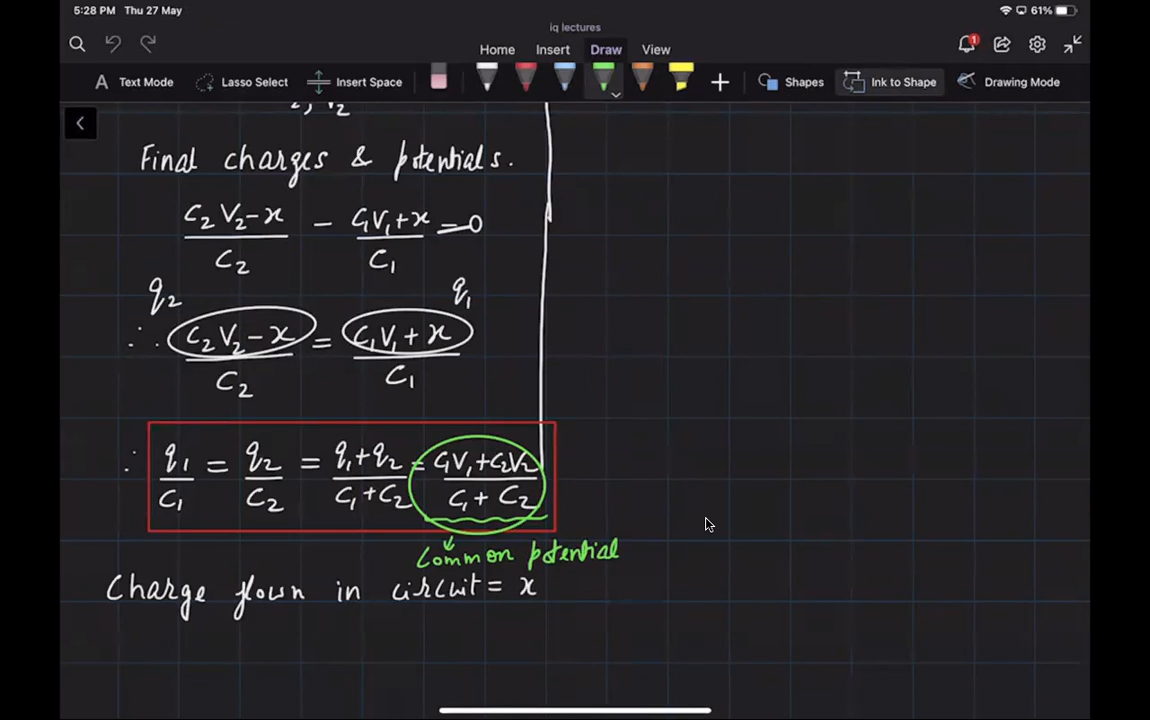 5:28 PM Thu 27 May
61%
iq lectures
Home Insert Draw View
1
A Text Mode Lasso Select Insert Space Shapes Ink to Shape Drawing Mode
2, V₂
Final charges & potentials.
(C₂V₂-x)/C₂ - (C₁V₁+x)/C₁ = 0
q₂ q₁
∴ (C₂V₂-x)/C₂ = (C₁V₁+x)/C₁
∴ q₁/C₁ = q₂/C₂ = (q₁+q₂)/(C₁+C₂) = (C₁V₁+C₂V₂)/(C₁+C₂)
Common potential
Charge flown in circuit = x